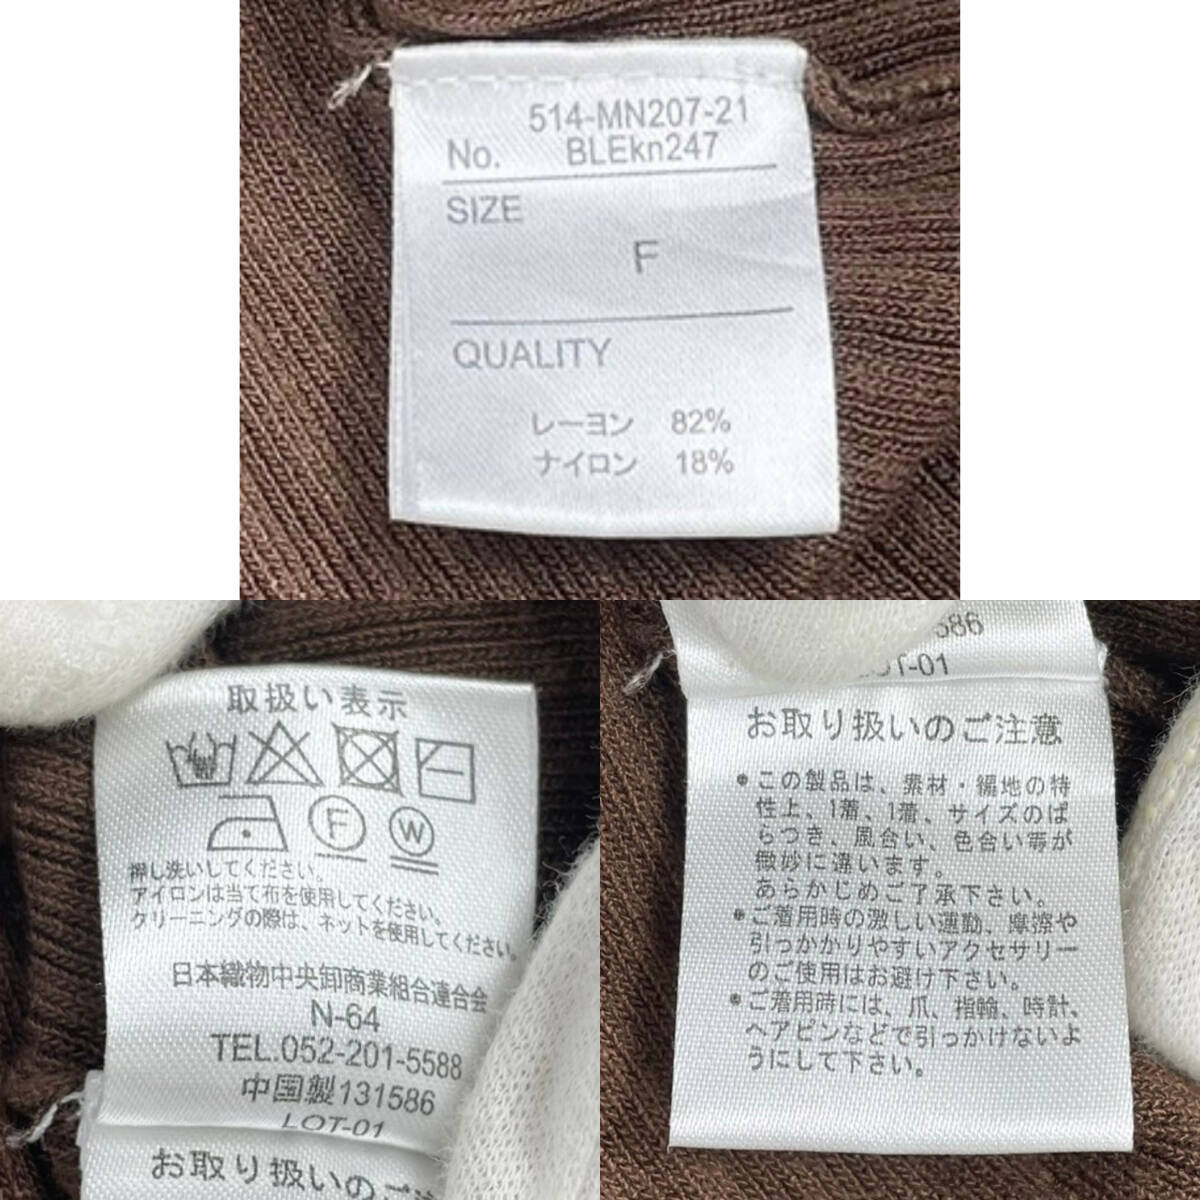 514-MN207-21
No. BLEkn247
SIZE
F
QUALITY
レーヨン 82%
ナイロン 18%
取扱い表示
F W
押し洗いしてください。
アイロンは当て布を使用してください。
クリーニングの際は、ネットを使用してください。
日本織物中央卸商業組合連合会
N-64
TEL.052-201-5588
中国製131586
LOT-01
お取り扱いのご
586
LOT-01
お取り扱いのご注意
●この製品は、素材・編地の特
性上、1着、1着、サイズのば
らつき、風合い、色合い等が
微妙に違います。
あらかじめご了承下さい。
●ご着用時の激しい運動、摩擦や
引っかかりやすいアクセサリー
のご使用はお避け下さい。
●ご着用時には、爪、指輪、時計、
ヘアピンなどで引っかけないよ
うにして下さい。